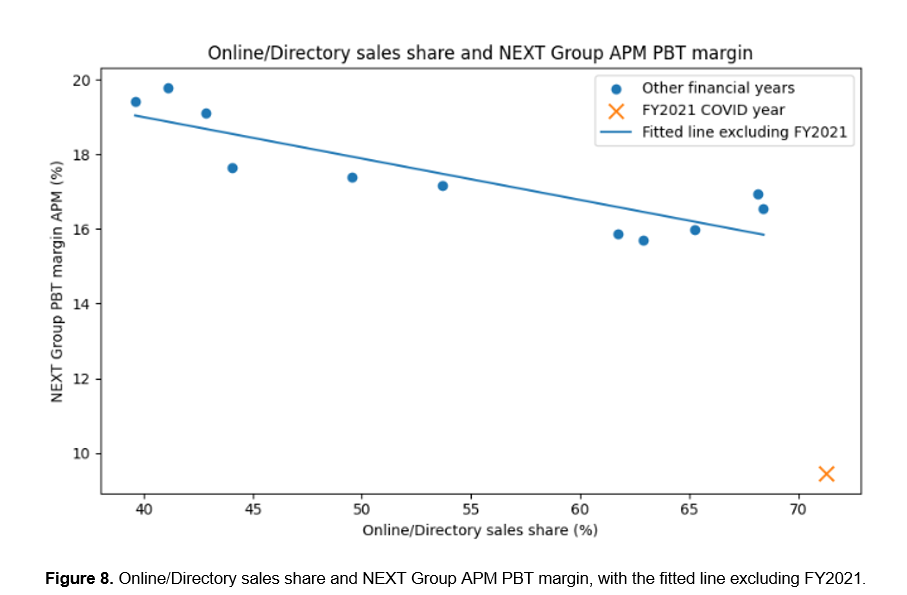 Online/Directory sales share and NEXT Group APM PBT margin
Other financial years
FY2021 COVID year
Fitted line excluding FY2021
NEXT Group PBT margin APM (%)
20
18
16
14
12
10
40 45 50 55 60 65 70
Online/Directory sales share (%)
Figure 8. Online/Directory sales share and NEXT Group APM PBT margin, with the fitted line excluding FY2021.